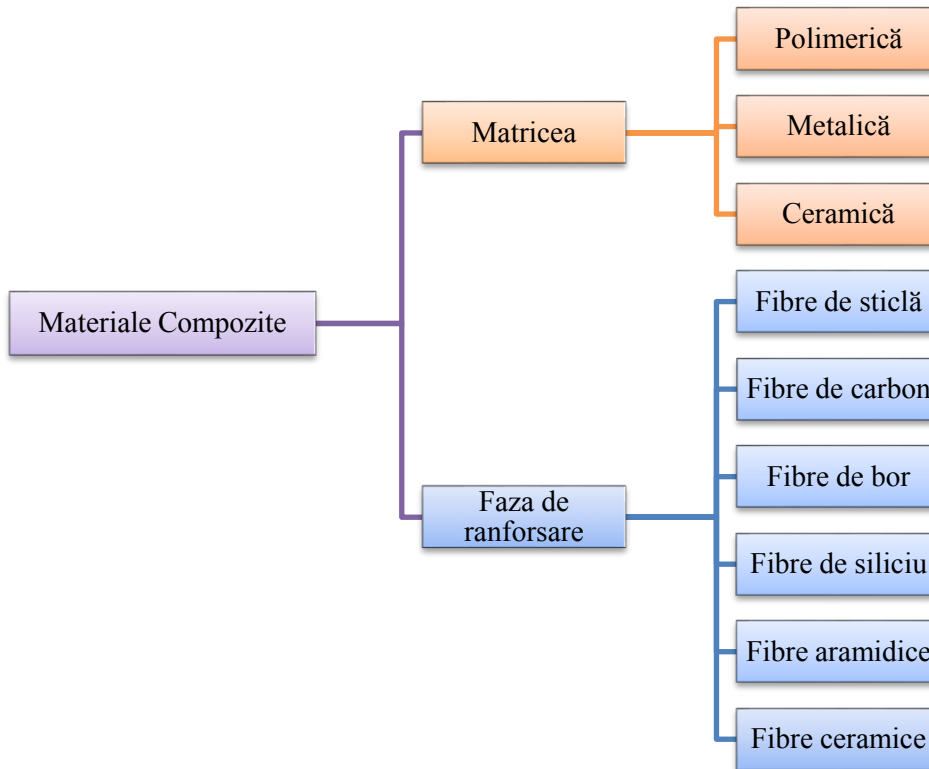 Materiale Compozite
Matricea
Polimerică
Metalică
Ceramică
Faza de
ranforsare
Fibre de sticlă
Fibre de carbon
Fibre de bor
Fibre de siliciu
Fibre aramidice
Fibre ceramice